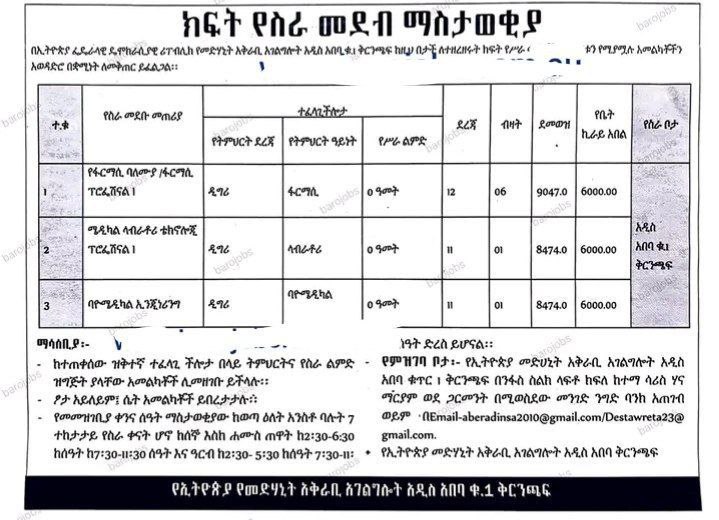 ክፍት የስራ መደብ ማስታወቂያ
በኢትዮጵያ ፌዴራላዊ ዴሞክራሲያዊ ሪፐብሊክ የመድሃኒት አቅራቢ አገልግሎት አዲስ አበባ ቁ.1 ቅርንጫፍ ከዚህ በታች ለተዘረዘሩት ክፍት የሥራ ቱን የሚያሟሉ አመልካቾችን
አወዳድሮ በቋሚነት ለመቅጠር ይፈልጋል፡፡
ተ.ቁ የስራ መደቡ መጠሪያ ተፈላጊ ችሎታ ደረጃ ብዛት ደመወዝ የቤት ኪራይ አበል የስራ ቦታ
የትምህርት ደረጃ የትምህርት ዓይነት የሥራ ልምድ
1 የፋርማሲ ባለሙያ /ፋርማሲ ፕሮፌሽናል 1 ዲግሪ ፋርማሲ 0 ዓመት 12 06 9047.0 6000.00 አዲስ አበባ ቁ.1 ቅርንጫፍ
2 ሜዲካል ላብራቶሪ ቴክኖሎጂ ፕሮፌሽናል 1 ዲግሪ ላብራቶሪ 0 ዓመት 11 01 8474.0 6000.00
3 ባዮሜዲካል ኢንጂነሪንግ ዲግሪ ባዮሜዲካል 0 ዓመት 11 01 8474.0 6000.00
ማሳሰቢያ፡-
- ከተጠቀሰው ዝቅተኛ ተፈላጊ ችሎታ በላይ ትምህርትና የስራ ልምድ
ዝግጅት ያላቸው አመልካቾች ሊመዘገቡ ይችላሉ፡፡
- ፆታ አይለይም፤ ሴት አመልካቾች ይበረታታሉ፡፡
- የመመዝገቢያ ቀንና ሰዓት ማስታወቂያው ከወጣ ዕለት አንስቶ ባሉት 7
ተከታታይ የስራ ቀናት ሆኖ ከሰኞ እስከ ሐሙስ ጠዋት ከ2፡30-6፡30
ከሰዓት ከ7፡30-11፡30 ሰዓት እና ዓርብ ከ2፡30- 5፡30 ከሰዓት 7፡30-11፡
ነዓት ድረስ ይሆናል፡፡
- የምዝገባ ቦታ፡- የኢትዮጵያ መድሀኒት አቅራቢ አገልግሎት አዲስ
አበባ ቁጥር 1 ቅርንጫፍ በንፋስ ስልክ ላፍቶ ክፍለ ከተማ ላሪስ ሃና
ማርያም ወደ ጋርመንት በሚወስደው መንገድ ንግድ ባንክ አጠገብ
ወይም በEmail-aberadinsa2010@gmail.com/Destawreta23@
gmail.com.
• የኢትዮጵያ መድሃኒት አቅራቢ አገልግሎት አዲስ አበባ ቅርንጫፍ
የኢትዮጵያ የመድሃኒት አቅራቢ አገልግሎት አዲስ አበባ ቁ.1 ቅርንጫፍ
barojobs